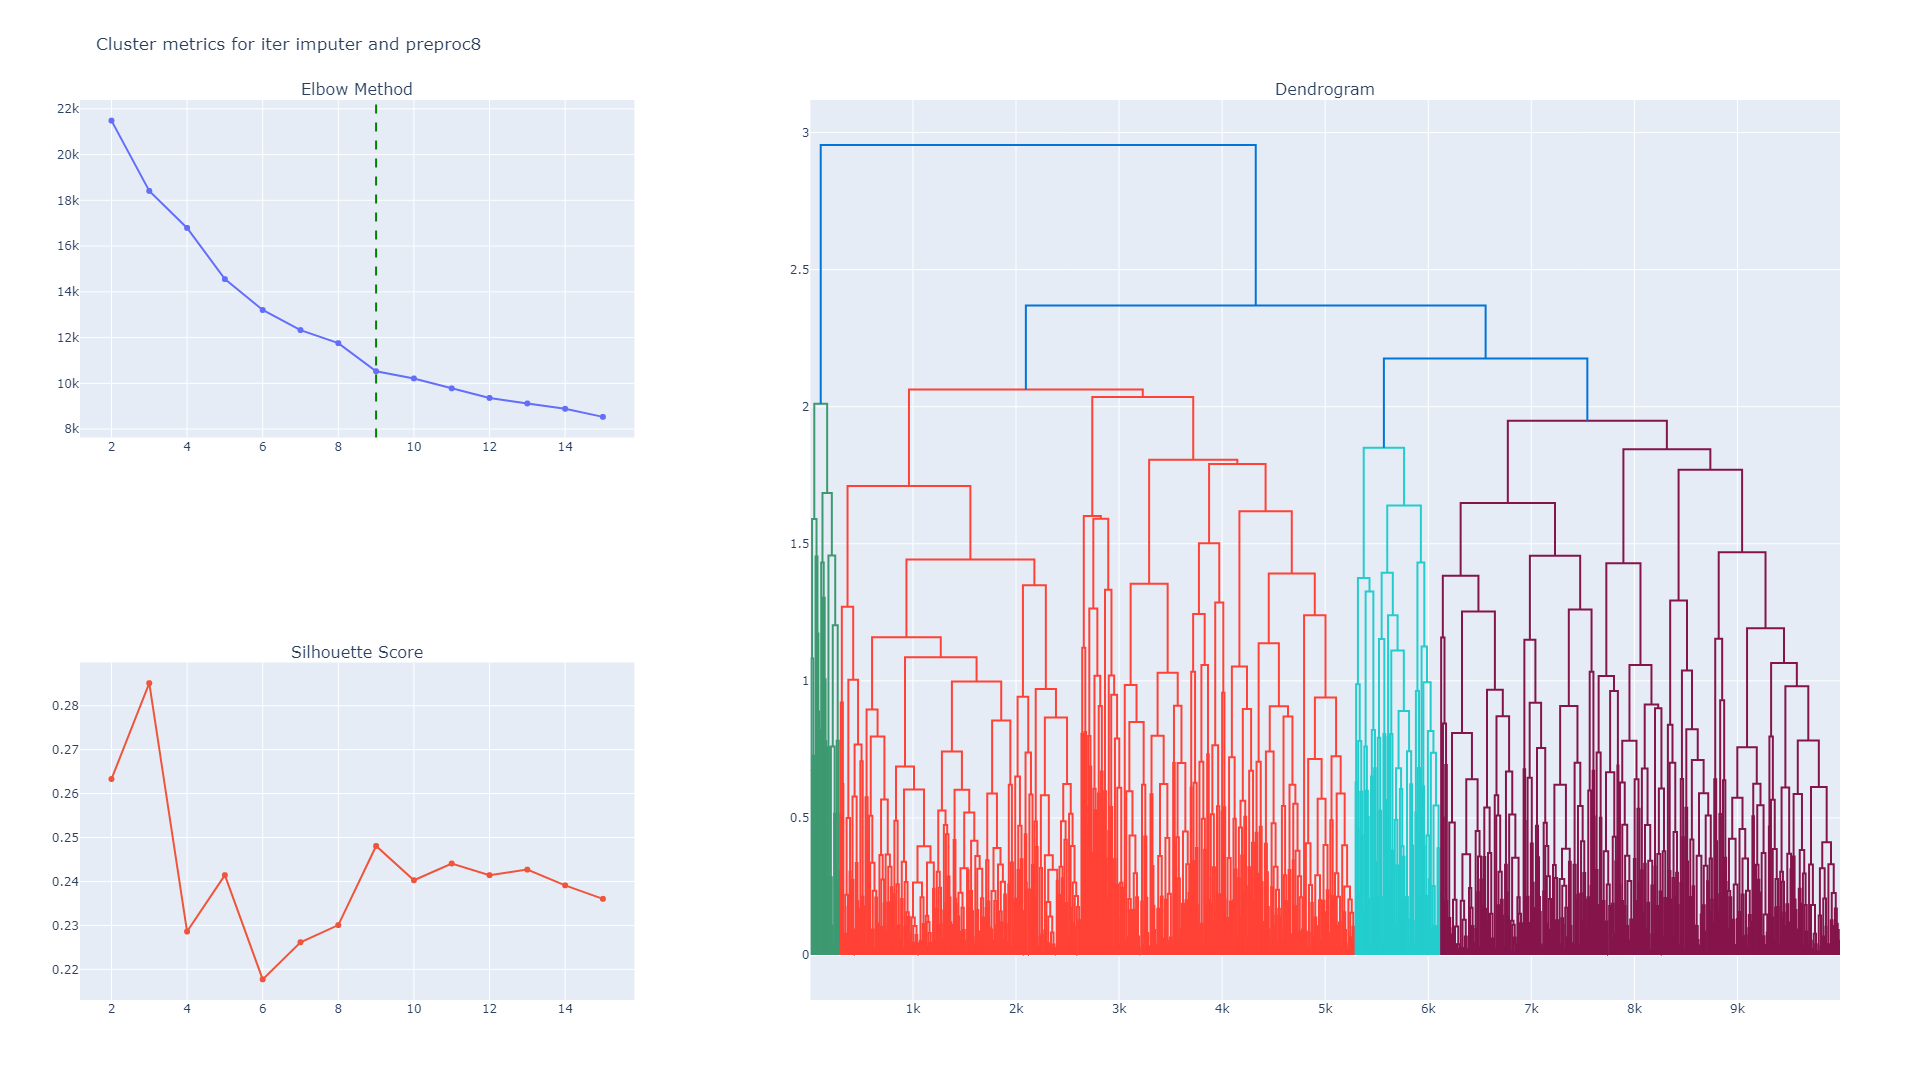 Cluster metrics for iter imputer and preproc8
Elbow Method
22k
20k
18k
16k
14k
12k
10k
8k
2 4 6 8 10 12 14
Silhouette Score
0.28
0.27
0.26
0.25
0.24
0.23
0.22
2 4 6 8 10 12 14
Dendrogram
3
2.5
2
1.5
1
0.5
0
1k 2k 3k 4k 5k 6k 7k 8k 9k